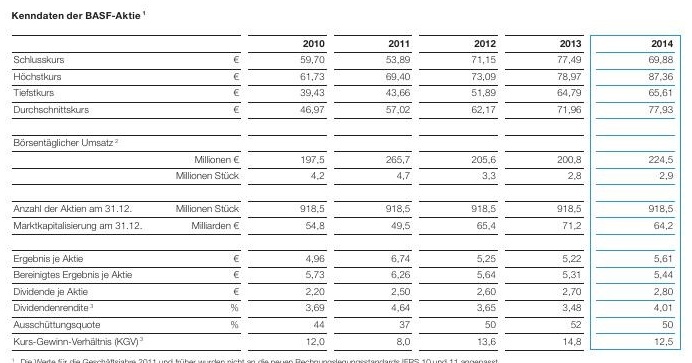 Kenndaten der BASF-Aktie ¹
2010 2011 2012 2013 2014
Schlusskurs € 59,70 53,89 71,15 77,49 69,88
Höchstkurs € 61,73 69,40 73,09 78,97 87,36
Tiefstkurs € 39,43 43,66 51,89 64,79 65,61
Durchschnittskurs € 46,97 57,02 62,17 71,96 77,93
Börsentäglicher Umsatz ²
Millionen € 197,5 265,7 205,6 200,8 224,5
Millionen Stück 4,2 4,7 3,3 2,8 2,9
Anzahl der Aktien am 31.12. Millionen Stück 918,5 918,5 918,5 918,5 918,5
Marktkapitalisierung am 31.12. Milliarden € 54,8 49,5 65,4 71,2 64,2
Ergebnis je Aktie € 4,96 6,74 5,25 5,22 5,61
Bereinigtes Ergebnis je Aktie € 5,73 6,26 5,64 5,31 5,44
Dividende je Aktie € 2,20 2,50 2,60 2,70 2,80
Dividendenrendite ³ % 3,69 4,64 3,65 3,48 4,01
Ausschüttungsquote % 44 37 50 52 50
Kurs-Gewinn-Verhältnis (KGV) ³ 12,0 8,0 13,6 14,8 12,5
¹ Die Werte für die Geschäftsjahre 2011 und früher wurden nicht an die neuen Rechnungslegungsstandards IFRS 10 und 11 angepasst.